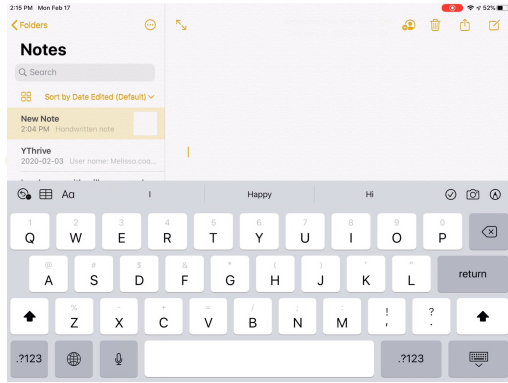 2:15 PM Mon Feb 17
52%
Folders
Notes
Search
Sort by Date Edited (Default)
New Note
2:04 PM Handwritten note
YThrive
2020-02-03 User name: Melissa.coo...
Aa I Happy Hi
1 2 3 4 5 6 7 8 9 0
Q W E R T Y U I O P
@ # $ & * ( ) ' "
A S D F G H J K L return
% - + = / ; : ! ?
Z X C V B N M , .
.?123 .?123